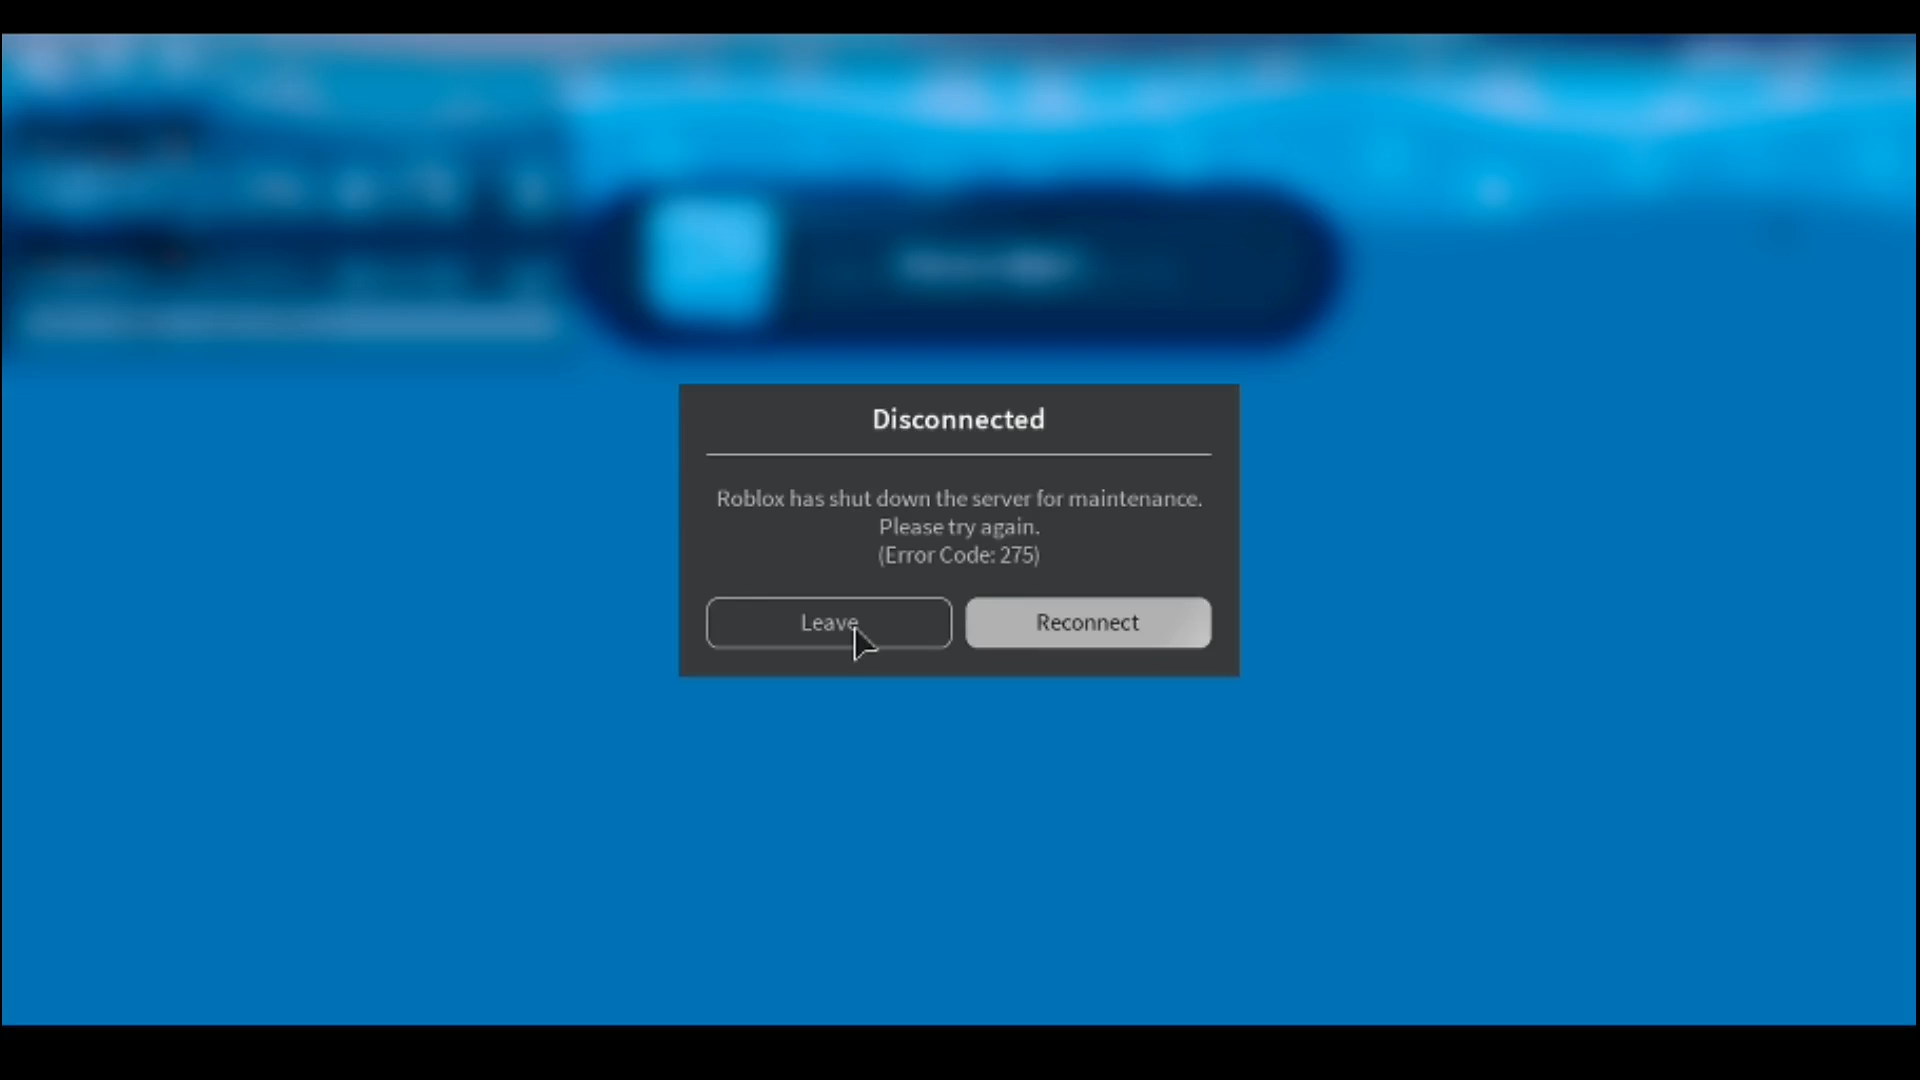 Disconnected
Roblox has shut down the server for maintenance.
Please try again.
(Error Code: 275)
Leave
Reconnect